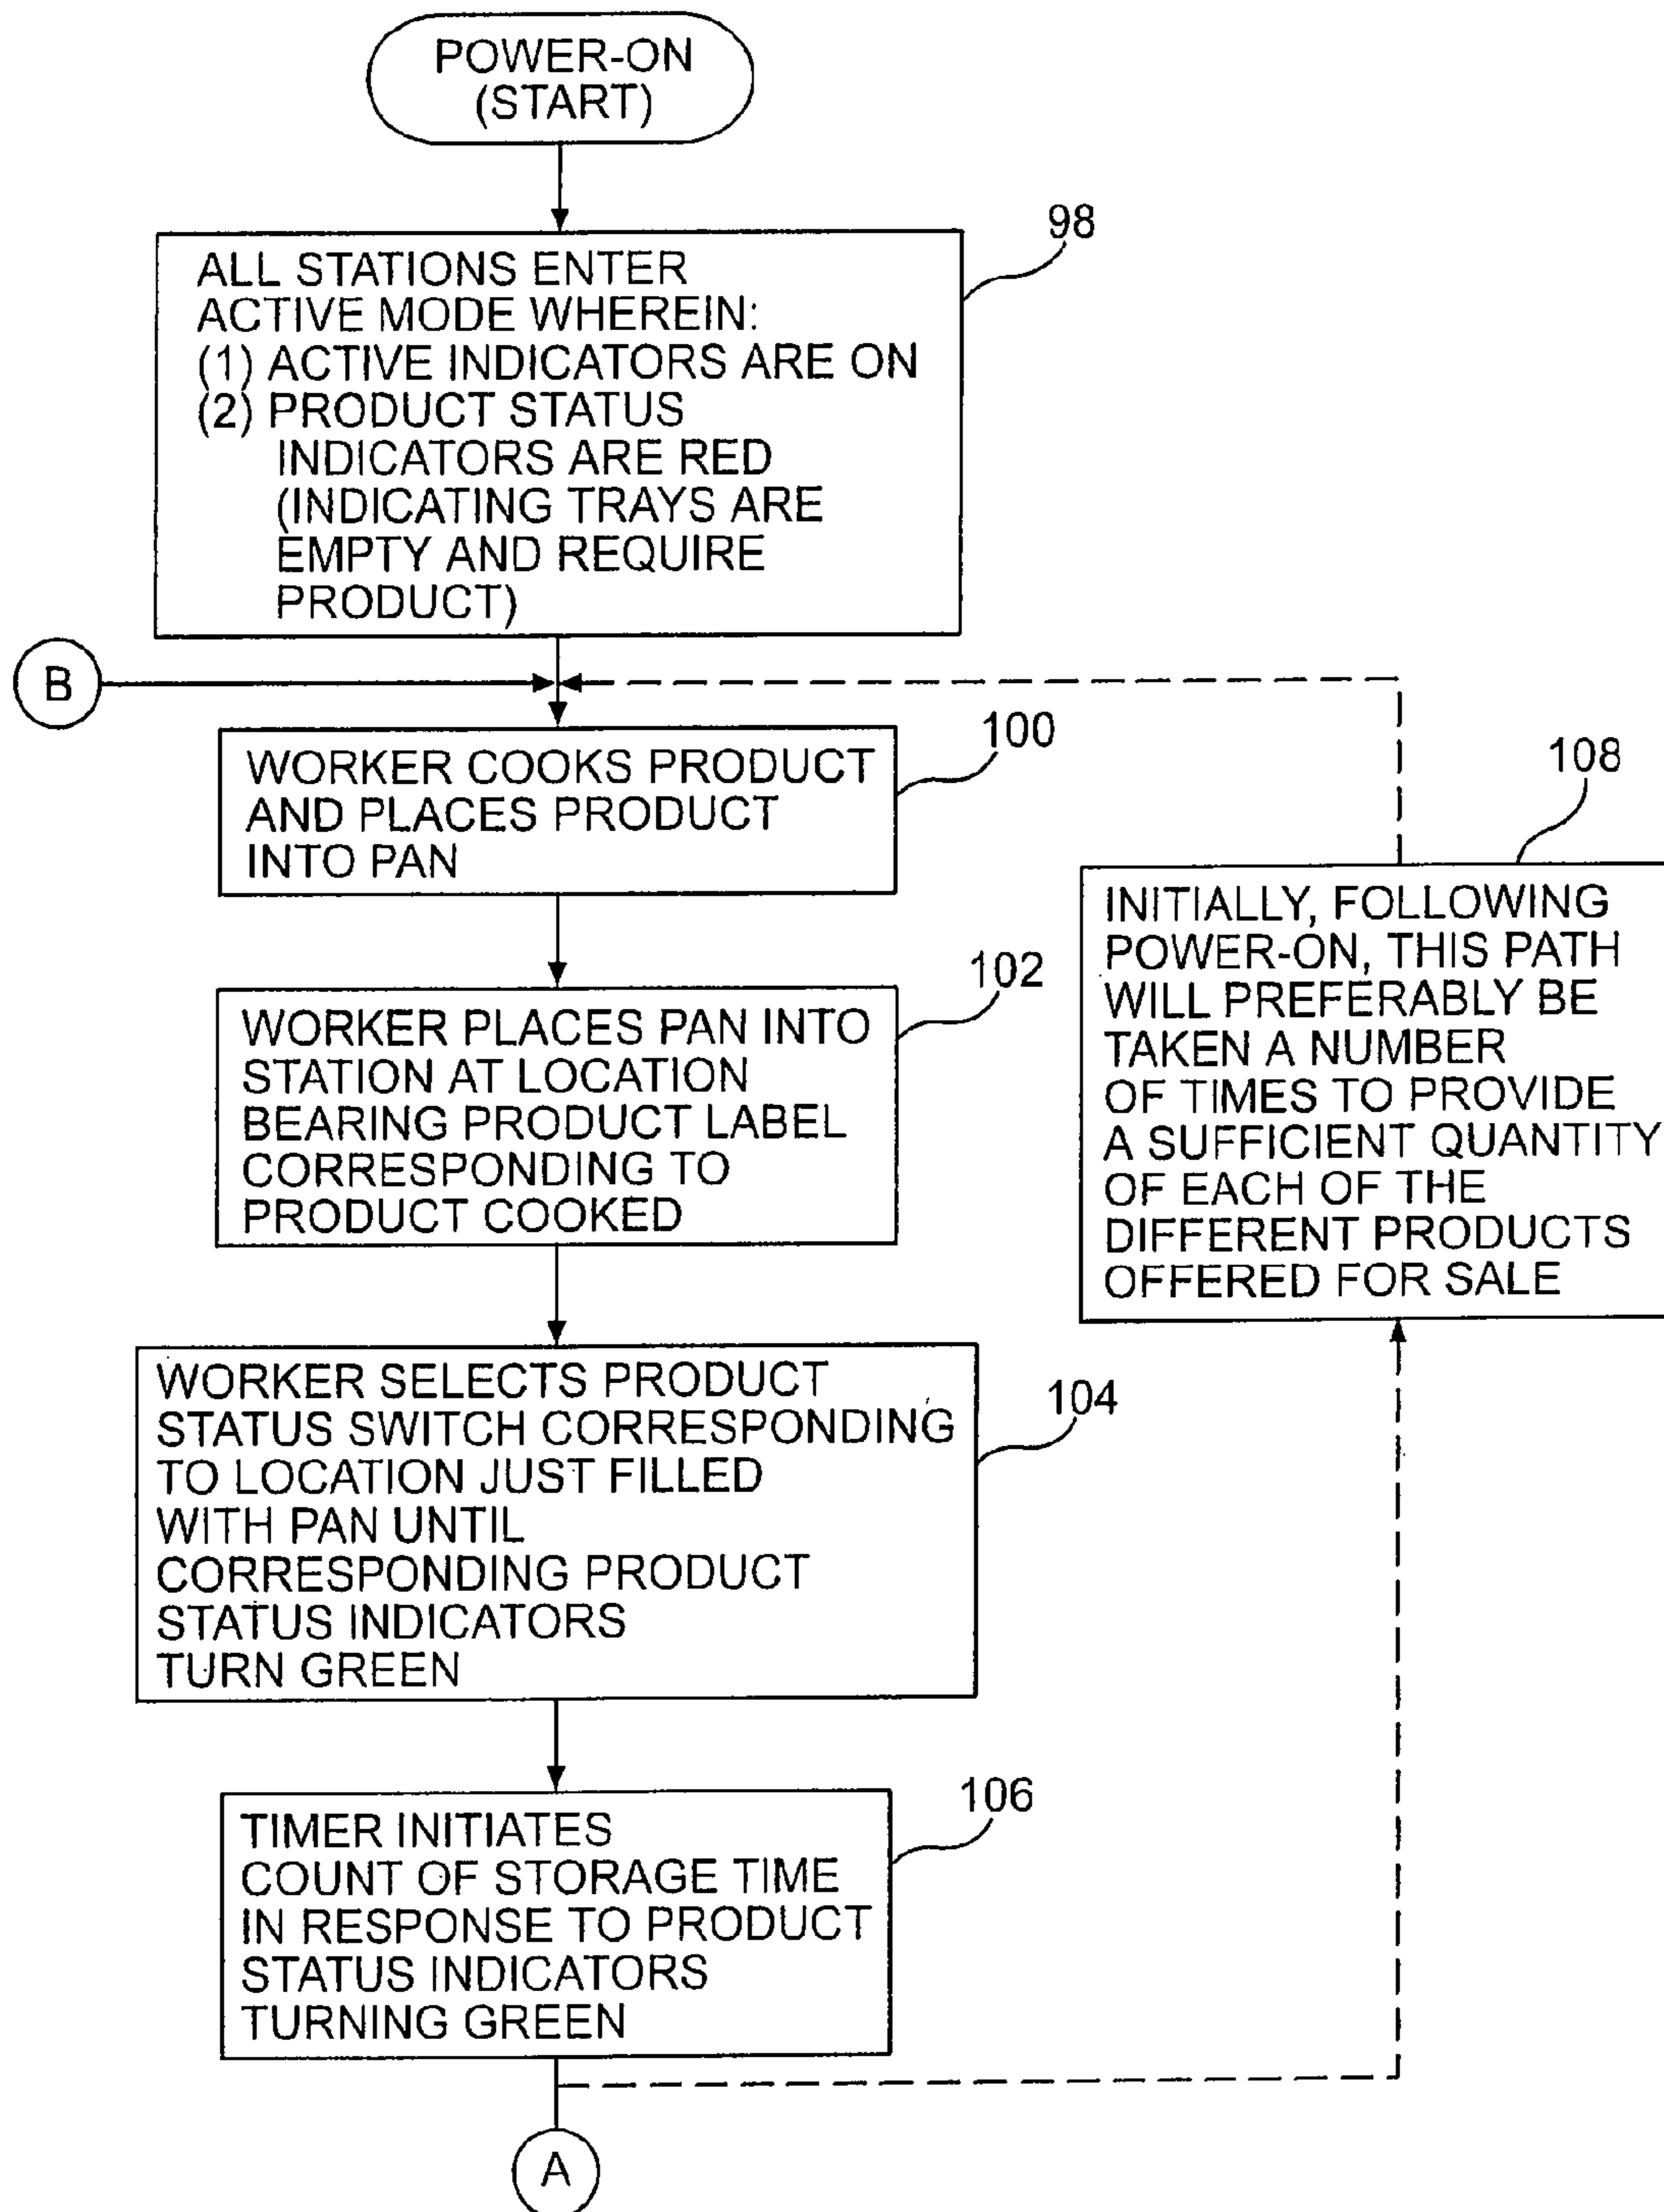 POWER-ON
(START)
98
ALL STATIONS ENTER
ACTIVE MODE WHEREIN:
(1) ACTIVE INDICATORS ARE ON
(2) PRODUCT STATUS
INDICATORS ARE RED
(INDICATING TRAYS ARE
EMPTY AND REQUIRE
PRODUCT)
B
100
WORKER COOKS PRODUCT
AND PLACES PRODUCT
INTO PAN
108
INITIALLY, FOLLOWING
POWER-ON, THIS PATH
WILL PREFERABLY BE
TAKEN A NUMBER
OF TIMES TO PROVIDE
A SUFFICIENT QUANTITY
OF EACH OF THE
DIFFERENT PRODUCTS
OFFERED FOR SALE
102
WORKER PLACES PAN INTO
STATION AT LOCATION
BEARING PRODUCT LABEL
CORRESPONDING TO
PRODUCT COOKED
104
WORKER SELECTS PRODUCT
STATUS SWITCH CORRESPONDING
TO LOCATION JUST FILLED
WITH PAN UNTIL
CORRESPONDING PRODUCT
STATUS INDICATORS
TURN GREEN
106
TIMER INITIATES
COUNT OF STORAGE TIME
IN RESPONSE TO PRODUCT
STATUS INDICATORS
TURNING GREEN
A